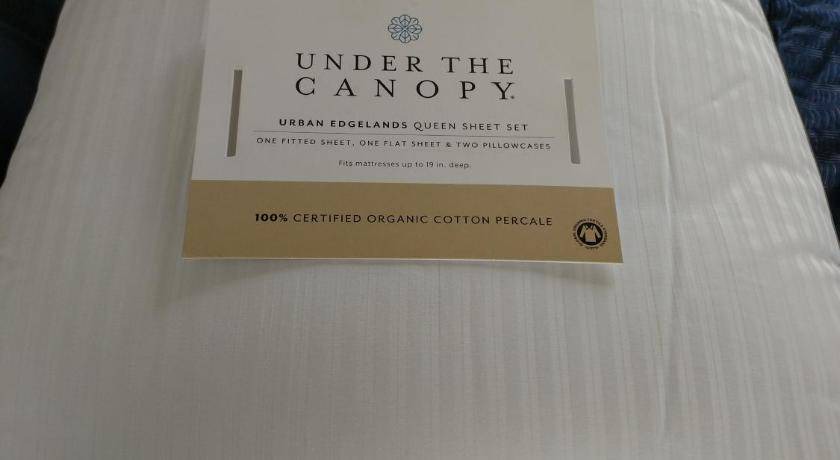 UNDER THE
CANOPY®
URBAN EDGELANDS QUEEN SHEET SET
ONE FITTED SHEET, ONE FLAT SHEET & TWO PILLOWCASES
Fits mattresses up to 19 in. deep.
100% CERTIFIED ORGANIC COTTON PERCALE